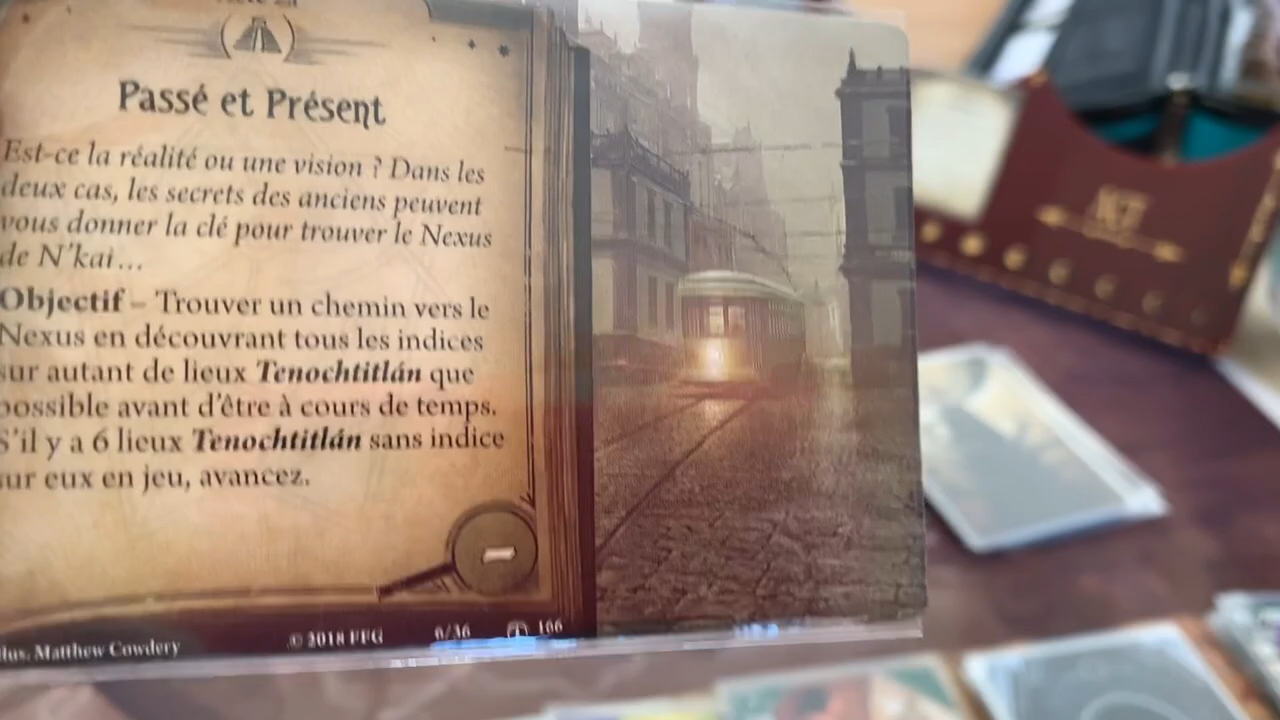 Passé et Présent
Est-ce la réalité ou une vision ? Dans les
deux cas, les secrets des anciens peuvent
vous donner la clé pour trouver le Nexus
de N'kai...
Objectif – Trouver un chemin vers le
Nexus en découvrant tous les indices
sur autant de lieux Tenochtitlán que
possible avant d'être à cours de temps.
S'il y a 6 lieux Tenochtitlán sans indice
sur eux en jeu, avancez.
–
Illus. Matthew Cowdery
© 2018 FFG
6/36
166